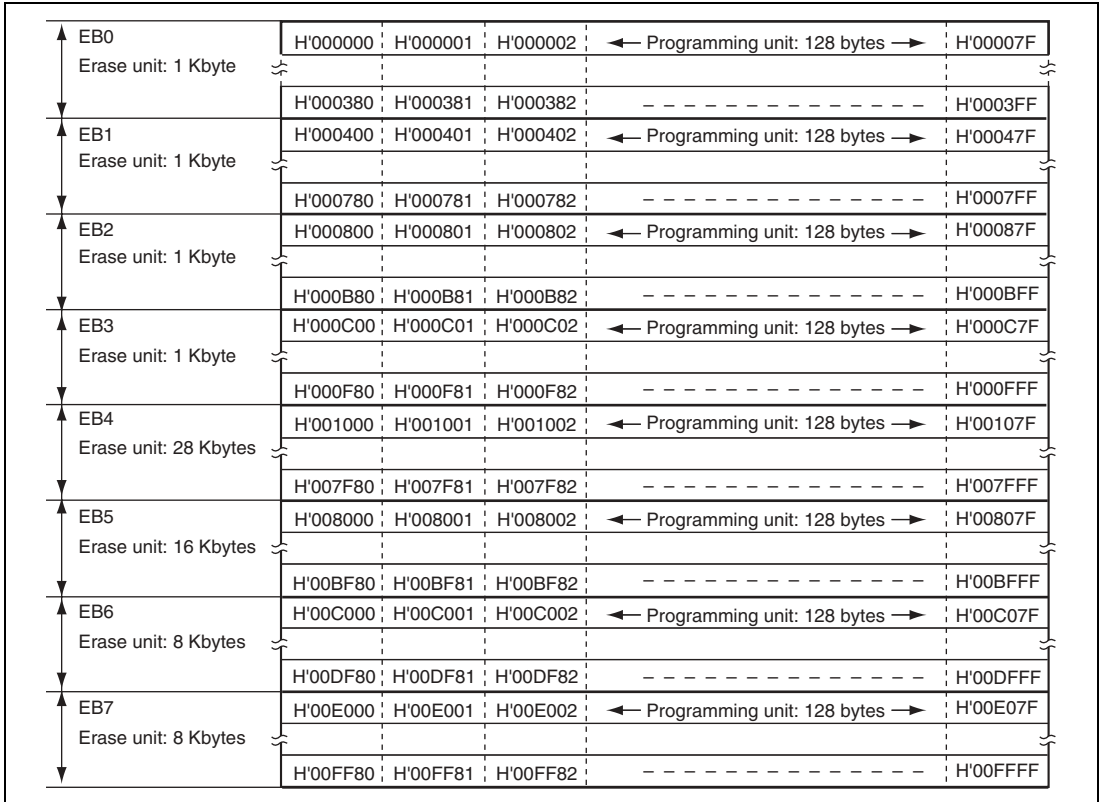 EB0
Erase unit: 1 Kbyte
H'000000 H'000001 H'000002 Programming unit: 128 bytes H'00007F
H'000380 H'000381 H'000382 H'0003FF
EB1
Erase unit: 1 Kbyte
H'000400 H'000401 H'000402 Programming unit: 128 bytes H'00047F
H'000780 H'000781 H'000782 H'0007FF
EB2
Erase unit: 1 Kbyte
H'000800 H'000801 H'000802 Programming unit: 128 bytes H'00087F
H'000B80 H'000B81 H'000B82 H'000BFF
EB3
Erase unit: 1 Kbyte
H'000C00 H'000C01 H'000C02 Programming unit: 128 bytes H'000C7F
H'000F80 H'000F81 H'000F82 H'000FFF
EB4
Erase unit: 28 Kbytes
H'001000 H'001001 H'001002 Programming unit: 128 bytes H'00107F
H'007F80 H'007F81 H'007F82 H'007FFF
EB5
Erase unit: 16 Kbytes
H'008000 H'008001 H'008002 Programming unit: 128 bytes H'00807F
H'00BF80 H'00BF81 H'00BF82 H'00BFFF
EB6
Erase unit: 8 Kbytes
H'00C000 H'00C001 H'00C002 Programming unit: 128 bytes H'00C07F
H'00DF80 H'00DF81 H'00DF82 H'00DFFF
EB7
Erase unit: 8 Kbytes
H'00E000 H'00E001 H'00E002 Programming unit: 128 bytes H'00E07F
H'00FF80 H'00FF81 H'00FF82 H'00FFFF